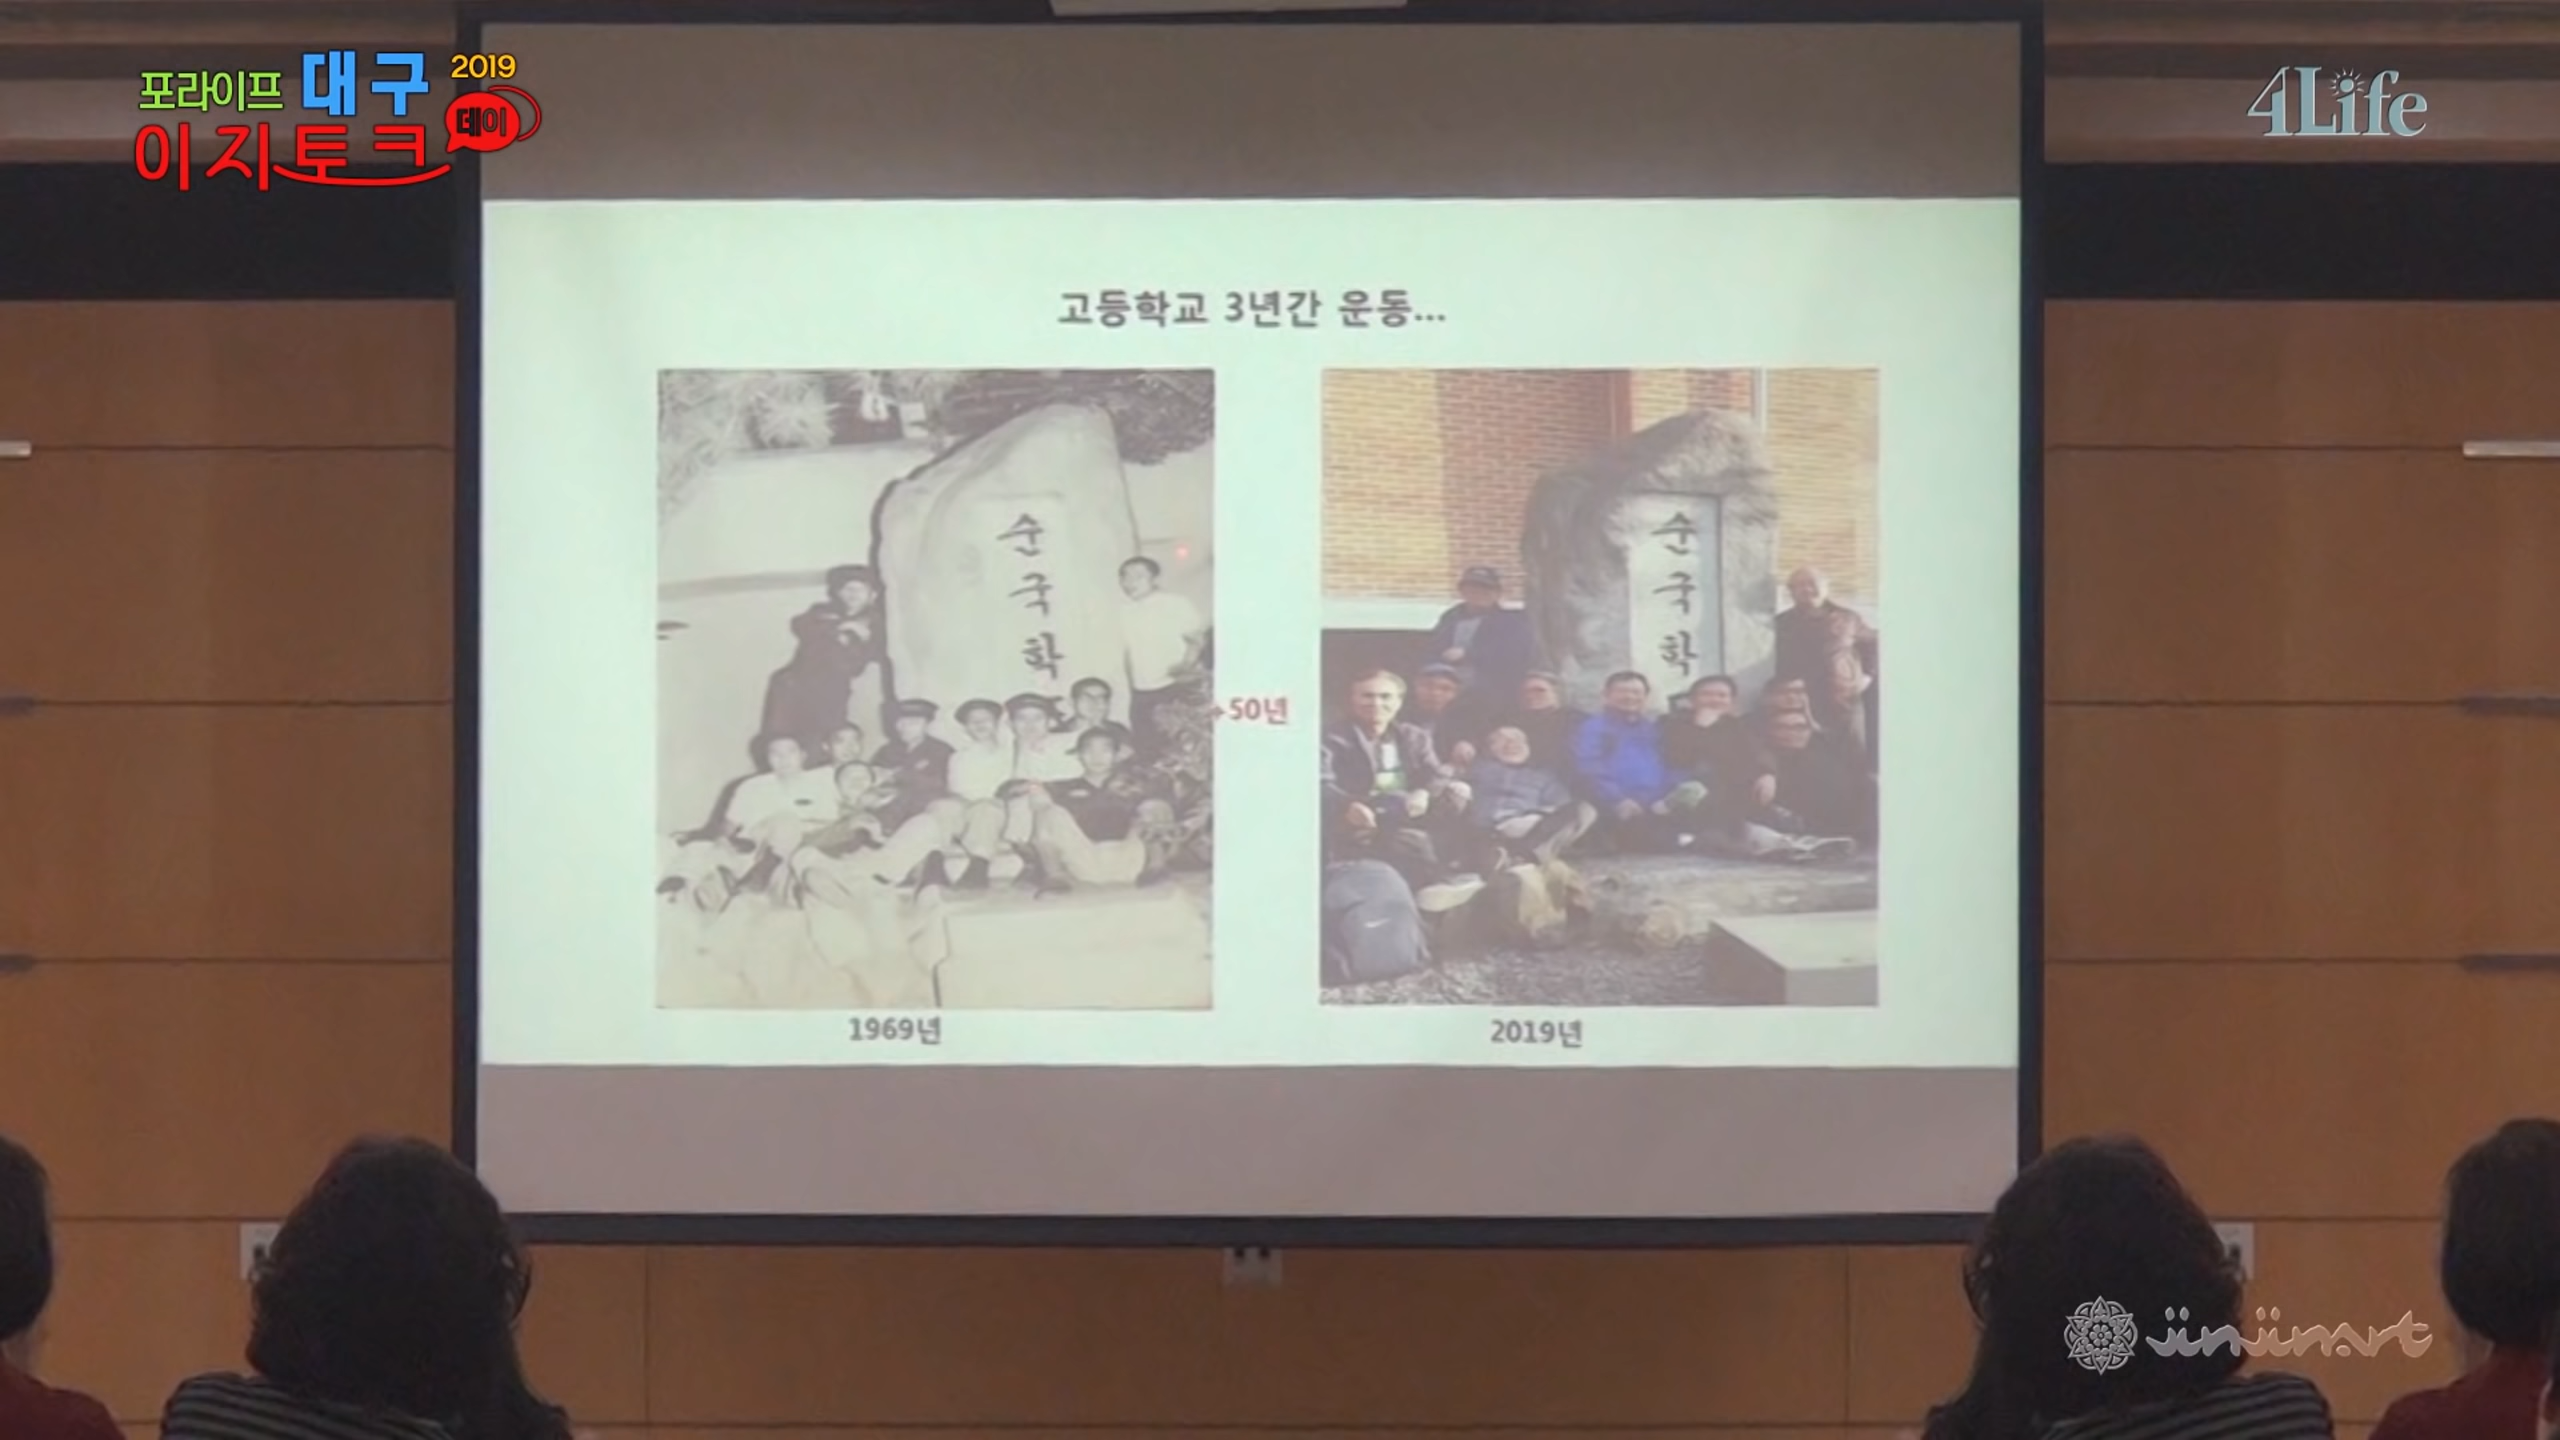 포라이프 대구 2019
이지토크 데이
4Life
고등학교 3년간 운동...
순
국
학
순
국
학
50년
1969년
2019년
jinjinart